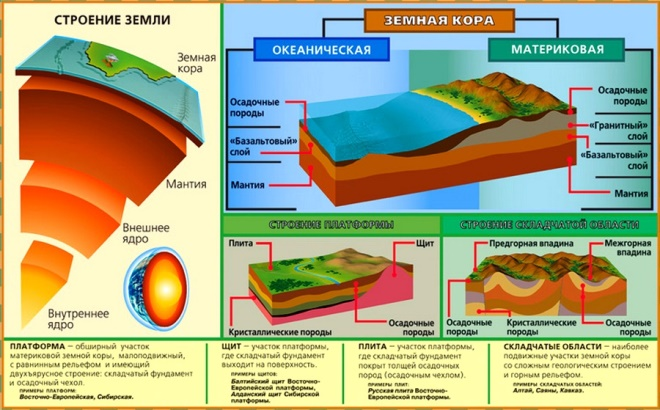 СТРОЕНИЕ ЗЕМЛИ
Земная
кора
Мантия
Внешнее
ядро
Внутреннее
ядро
ЗЕМНАЯ КОРА
ОКЕАНИЧЕСКАЯ
МАТЕРИКОВАЯ
Осадочные
породы
«Базальтовый»
слой
Мантия
Осадочные
породы
«Гранитный»
слой
«Базальтовый»
слой
Мантия
СТРОЕНИЕ ПЛАТФОРМЫ
Плита
Щит
Кристаллические породы
Осадочные
породы
СТРОЕНИЕ СКЛАДЧАТОЙ ОБЛАСТИ
Предгорная впадина
Межгорная
впадина
Осадочные
породы
Кристаллические
породы
Осадочные
породы
ПЛАТФОРМА – обширный участок
материковой земной коры, малоподвижный,
с равнинным рельефом и имеющий
двухъярусное строение: складчатый фундамент
и осадочный чехол.
ПРИМЕРЫ ПЛАТФОРМ:
Восточно-Европейская, Сибирская.
ЩИТ – участок платформы,
где складчатый фундамент
выходит на поверхность.
ПРИМЕРЫ ЩИТОВ:
Балтийский щит Восточно-
Европейской платформы,
Алданский щит Сибирской
платформы.
ПЛИТА – участок платформы,
где складчатый фундамент
покрыт толщей осадочных
пород (осадочным чехлом).
ПРИМЕРЫ ПЛИТ:
Русская плита Восточно-
Европейской платформы.
СКЛАДЧАТЫЕ ОБЛАСТИ – наиболее
подвижные участки земной коры
со сложным геологическим строением
и горным рельефом.
ПРИМЕРЫ СКЛАДЧАТЫХ ОБЛАСТЕЙ:
Алтай, Саяны, Кавказ.